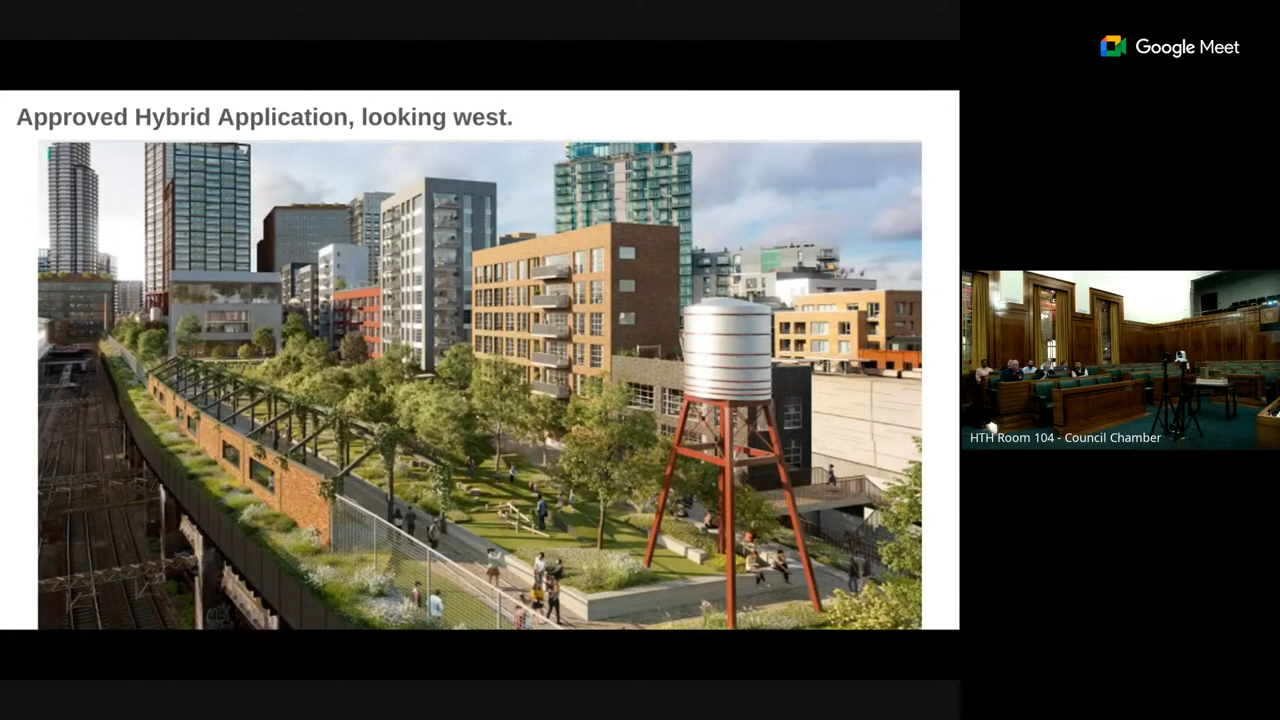 Approved Hybrid Application, looking west.
Google Meet
HTH Room 104 - Council Chamber